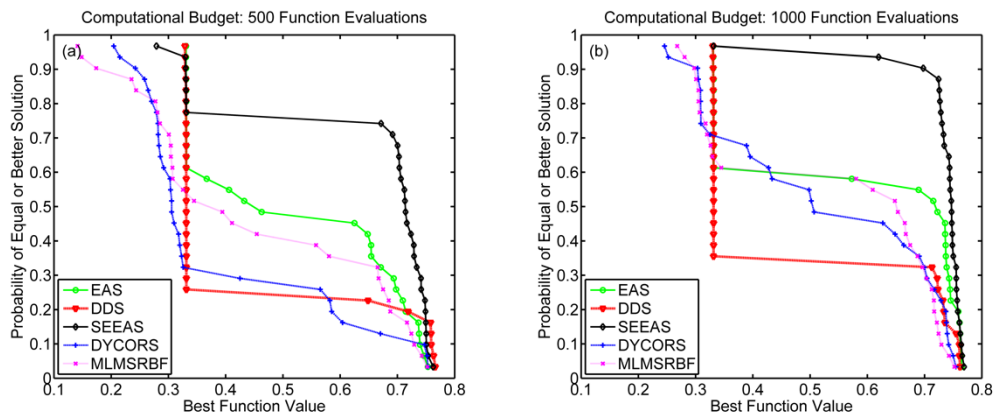 Computational Budget: 500 Function Evaluations
(a)
Probability of Equal or Better Solution
1
0.9
0.8
0.7
0.6
0.5
0.4
0.3
0.2
0.1
0
EAS
DDS
SEEAS
DYCORS
MLMSRBF
0.1 0.2 0.3 0.4 0.5 0.6 0.7 0.8
Best Function Value
Computational Budget: 1000 Function Evaluations
(b)
Probability of Equal or Better Solution
1
0.9
0.8
0.7
0.6
0.5
0.4
0.3
0.2
0.1
0
EAS
DDS
SEEAS
DYCORS
MLMSRBF
0.1 0.2 0.3 0.4 0.5 0.6 0.7 0.8
Best Function Value